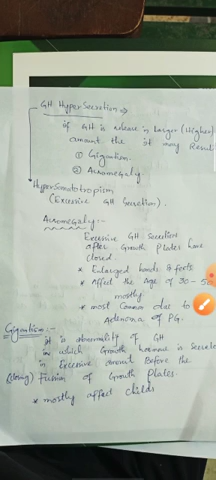 GH HyperSecretion ⇒
if GH is release in larger (Higher)
amount the it may Result
① Gigantism.
② Acromegaly
HyperSomatotropism
(Excessive GH Secretion).
Acromegaly:-
Excessive GH Secretion
after Growth Plates have
closed.
* Enlarged hands & feets
* Affect the Age of 30-50
mostly
* most Common due to
Adenoma of PG.
Gigantism:-
it is abnormality of GH
in which Growth hormone is Secrete
in Excessive amount Before the
(closing) Fusion of Growth Plates.
* mostly affect childs